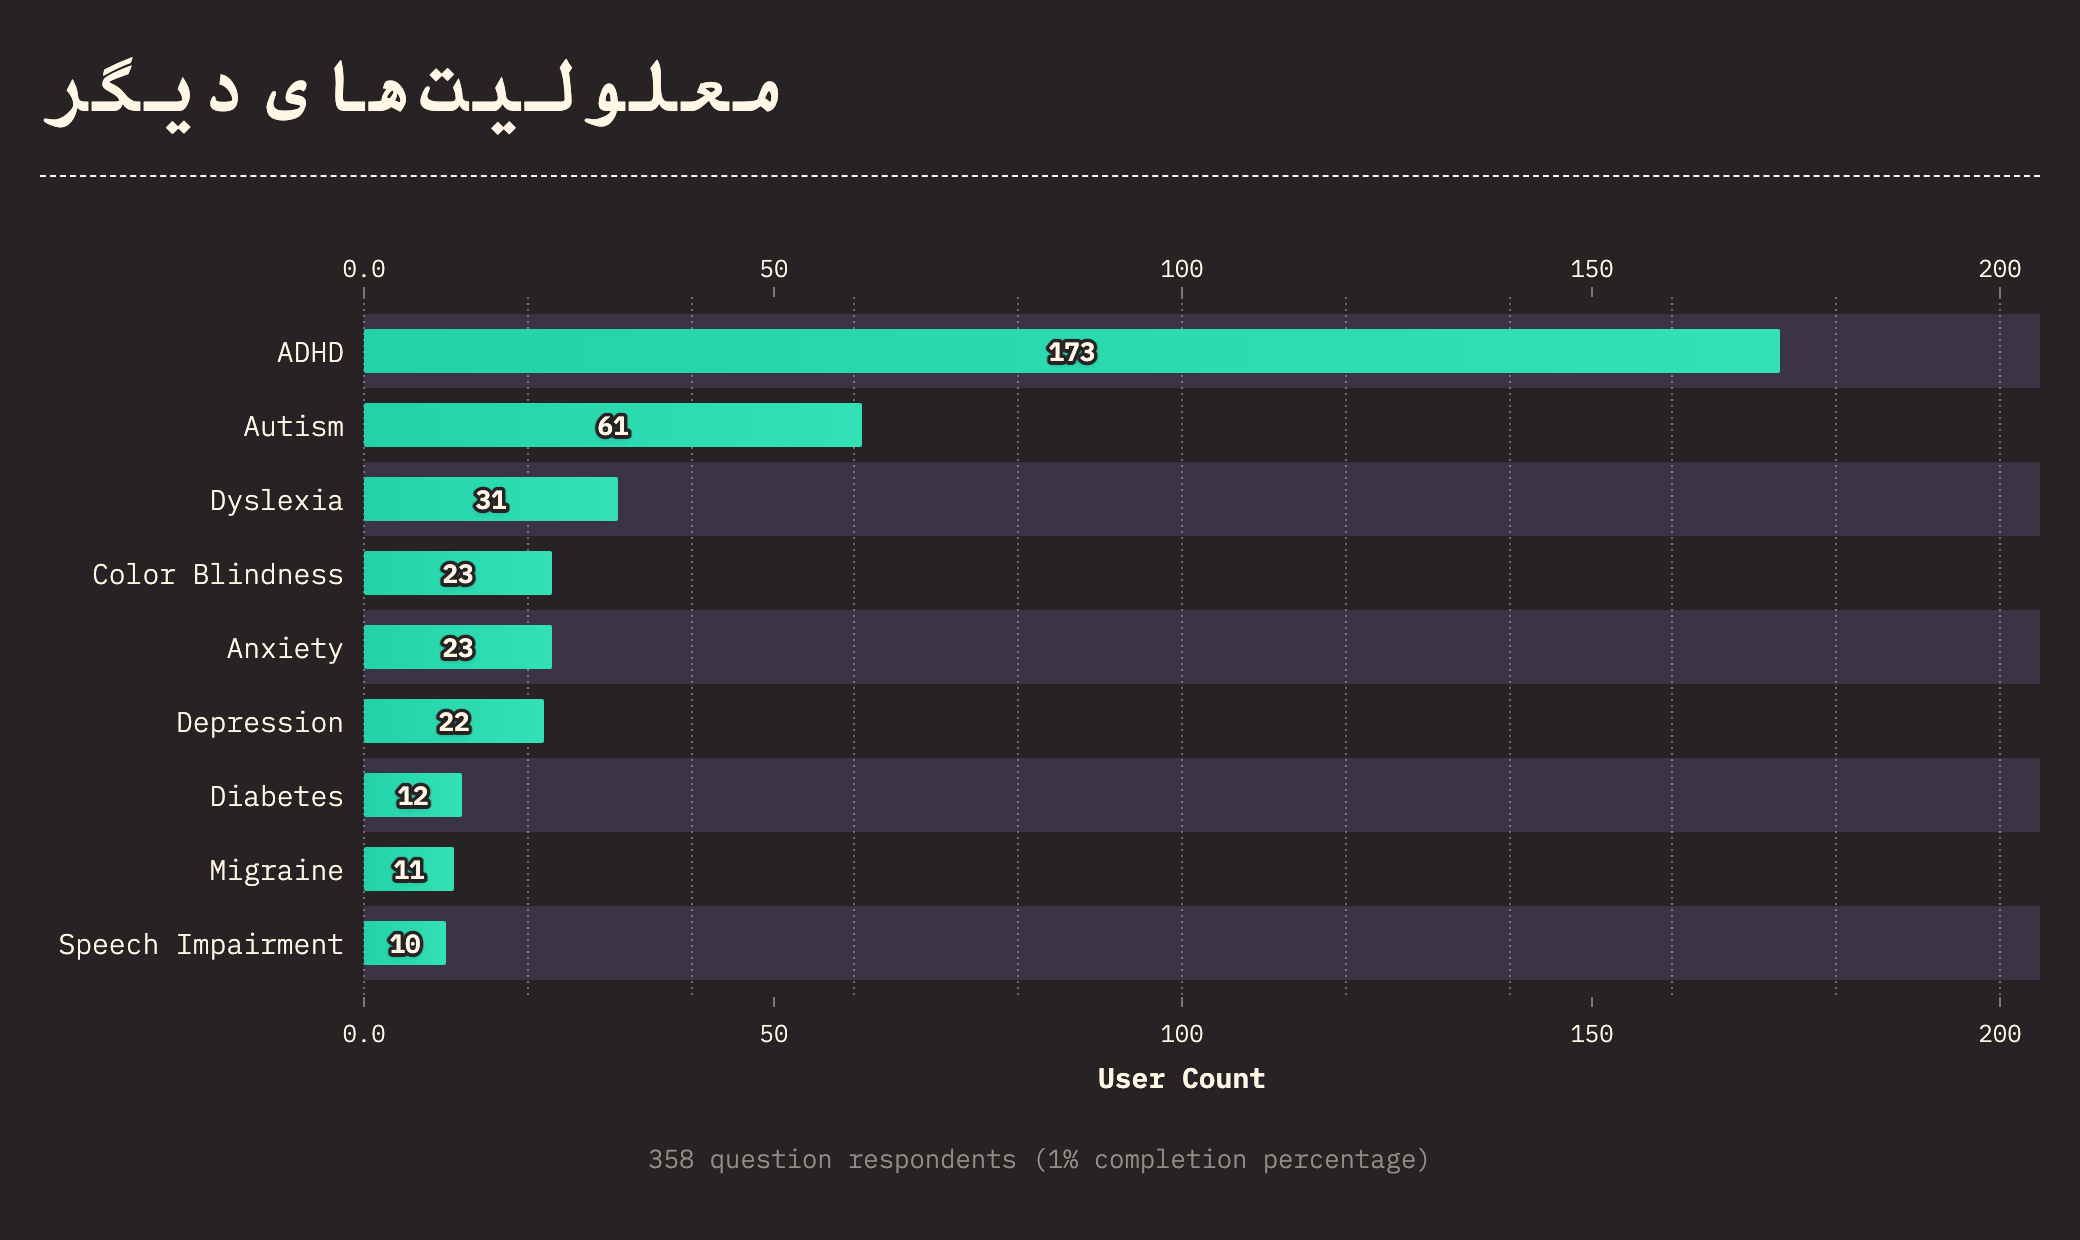 معلولیت‌های دیگر
0.0 50 100 150 200
ADHD 173
Autism 61
Dyslexia 31
Color Blindness 23
Anxiety 23
Depression 22
Diabetes 12
Migraine 11
Speech Impairment 10
0.0 50 100 150 200
User Count
358 question respondents (1% completion percentage)